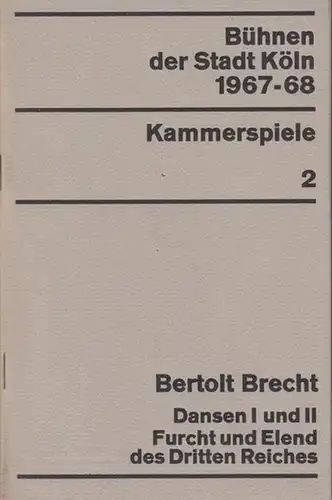 Bühnen
der Stadt Köln
1967-68
Kammerspiele
2
Bertolt Brecht
Dansen I und II
Furcht und Elend
des Dritten Reiches